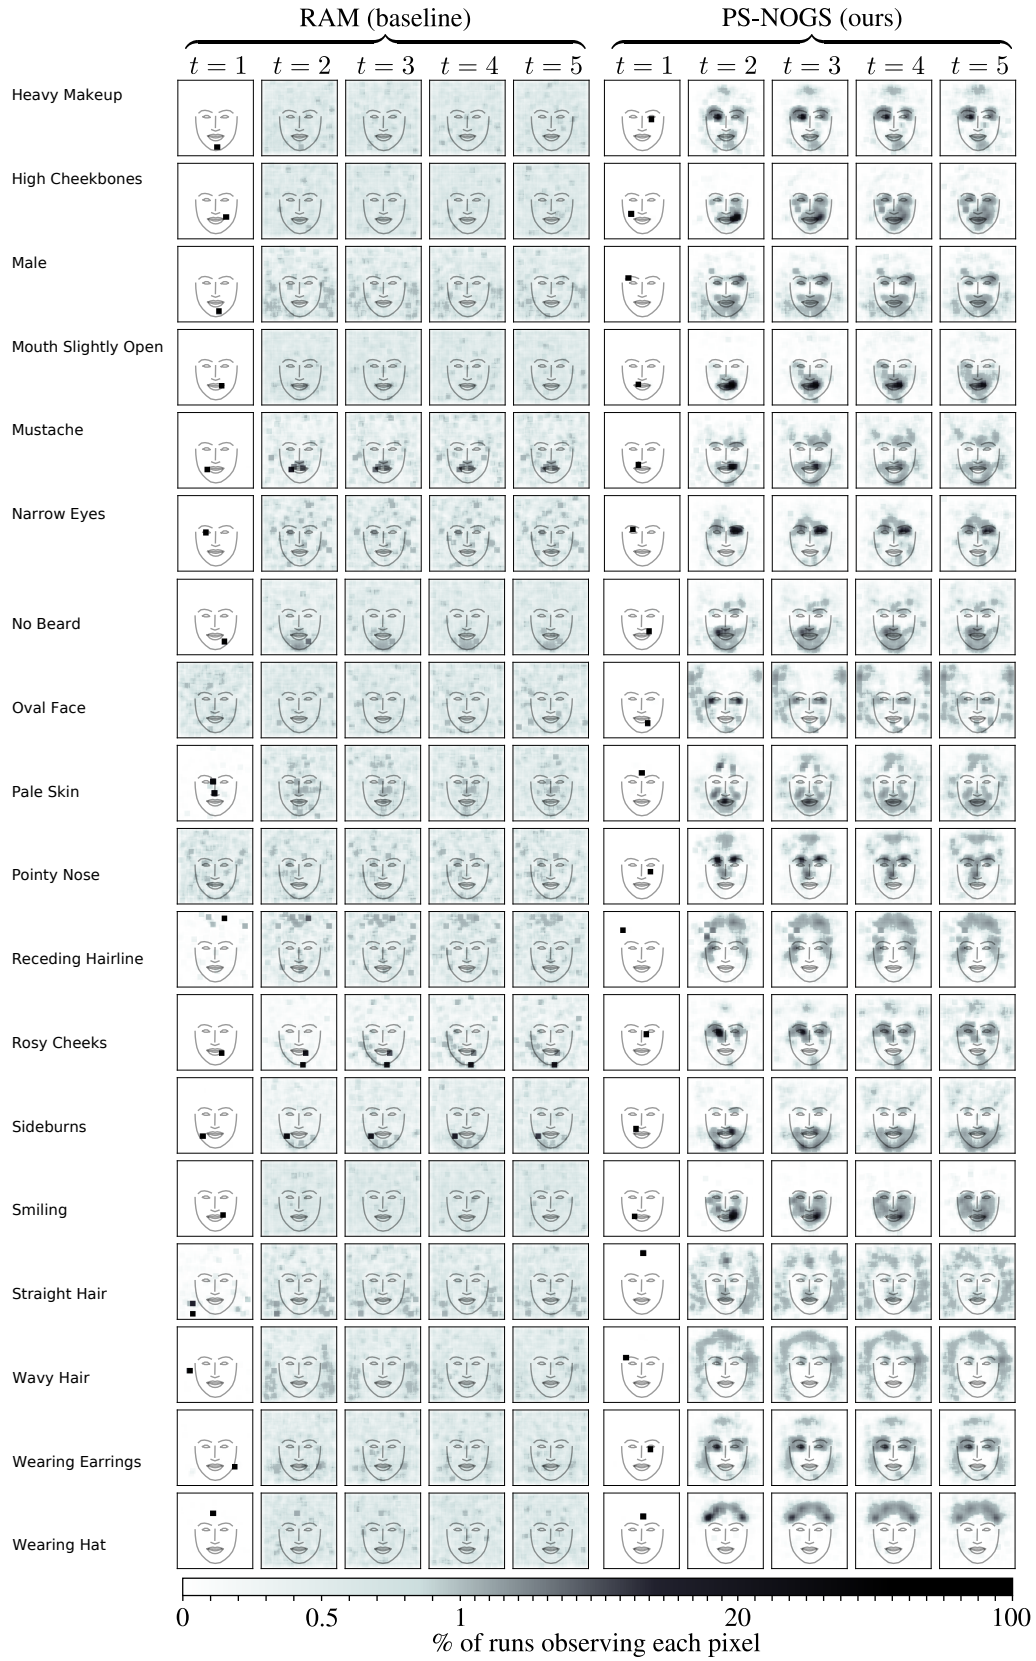 RAM (baseline) PS-NOGS (ours)
t = 1 t = 2 t = 3 t = 4 t = 5 t = 1 t = 2 t = 3 t = 4 t = 5
Heavy Makeup
High Cheekbones
Male
Mouth Slightly Open
Mustache
Narrow Eyes
No Beard
Oval Face
Pale Skin
Pointy Nose
Receding Hairline
Rosy Cheeks
Sideburns
Smiling
Straight Hair
Wavy Hair
Wearing Earrings
Wearing Hat
0 0.5 1 20 100
% of runs observing each pixel